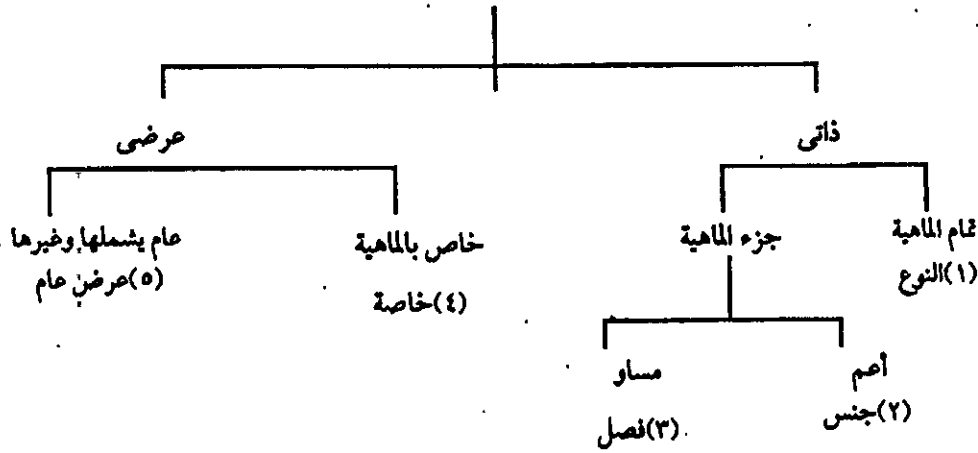 ذاتى
عرضى
تمام الماهية
(١)النوع
جزء الماهية
خاص بالماهية
(٤)خاصة
عام يشملها وغيرها
(٥)عرض عام
أعم
(٢)جنس
مساو
(٣)فصل